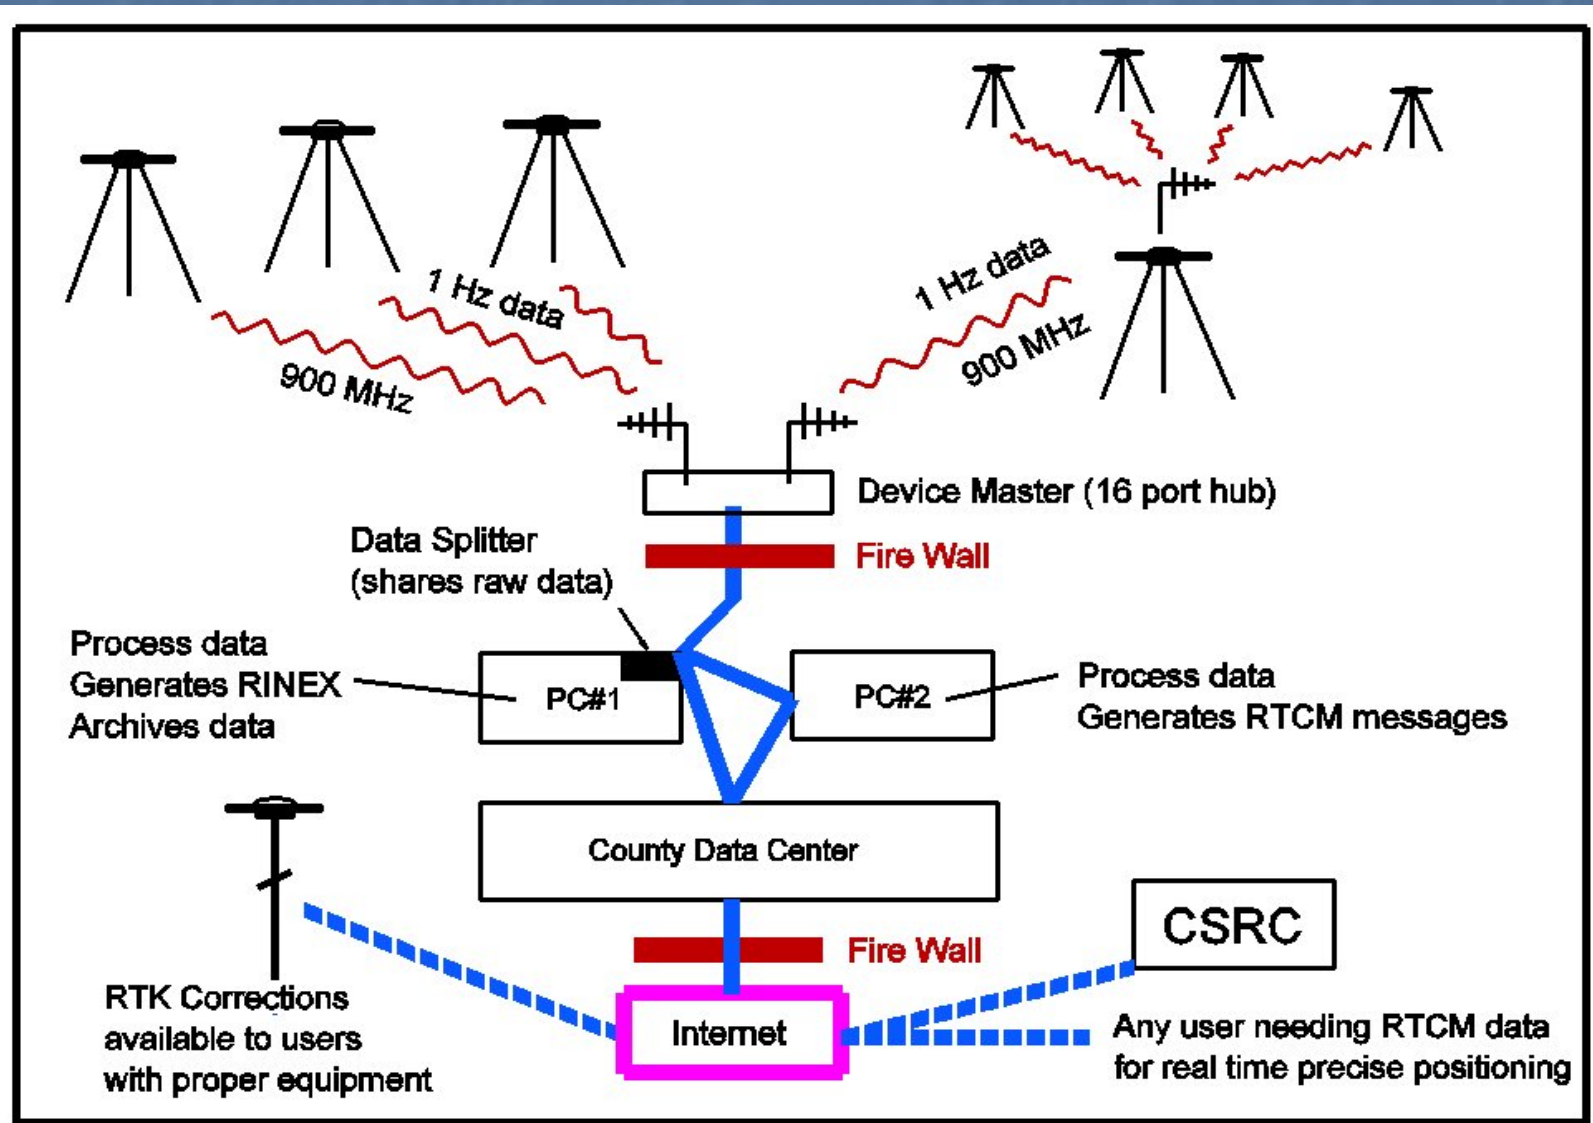 1 Hz data
900 MHz
1 Hz data
900 MHz
Device Master (16 port hub)
Fire Wall
Data Splitter
(shares raw data)
Process data
Generates RINEX
Archives data
PC#1
PC#2
Process data
Generates RTCM messages
County Data Center
Fire Wall
CSRC
RTK Corrections
available to users
with proper equipment
Internet
Any user needing RTCM data
for real time precise positioning